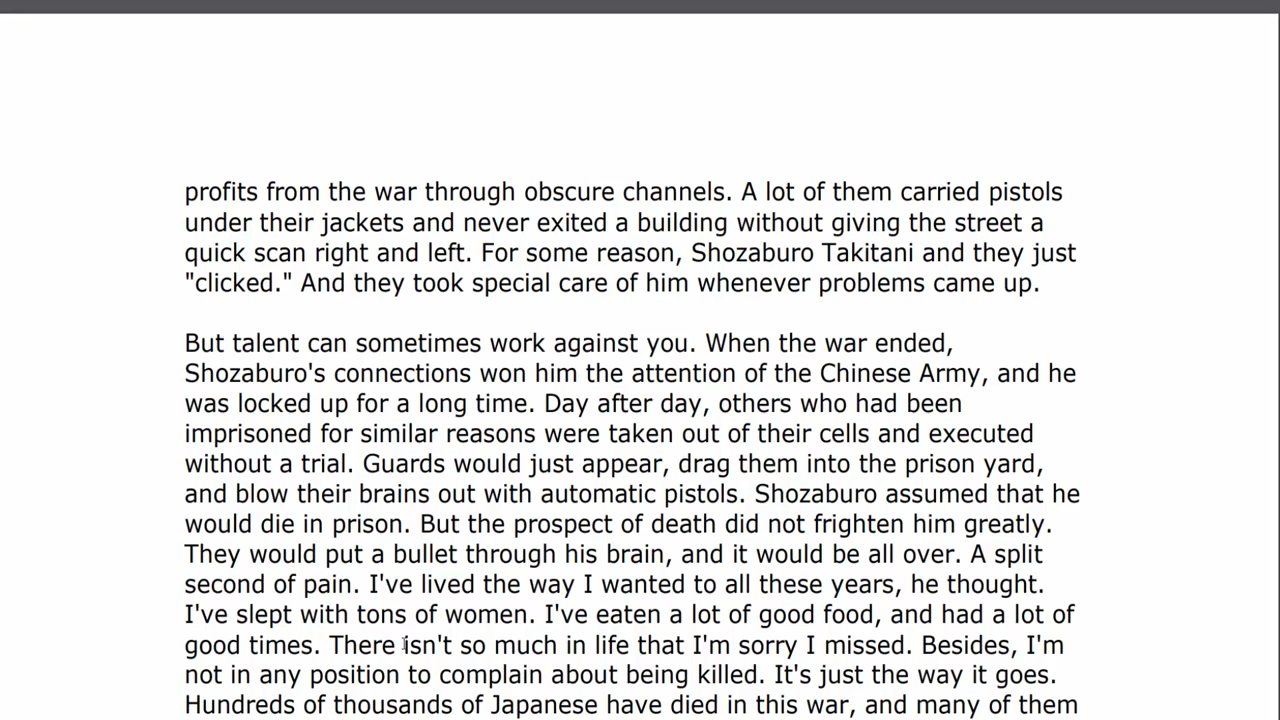 profits from the war through obscure channels. A lot of them carried pistols
under their jackets and never exited a building without giving the street a
quick scan right and left. For some reason, Shozaburo Takitani and they just
"clicked." And they took special care of him whenever problems came up.
But talent can sometimes work against you. When the war ended,
Shozaburo's connections won him the attention of the Chinese Army, and he
was locked up for a long time. Day after day, others who had been
imprisoned for similar reasons were taken out of their cells and executed
without a trial. Guards would just appear, drag them into the prison yard,
and blow their brains out with automatic pistols. Shozaburo assumed that he
would die in prison. But the prospect of death did not frighten him greatly.
They would put a bullet through his brain, and it would be all over. A split
second of pain. I've lived the way I wanted to all these years, he thought.
I've slept with tons of women. I've eaten a lot of good food, and had a lot of
good times. There isn't so much in life that I'm sorry I missed. Besides, I'm
not in any position to complain about being killed. It's just the way it goes.
Hundreds of thousands of Japanese have died in this war, and many of them